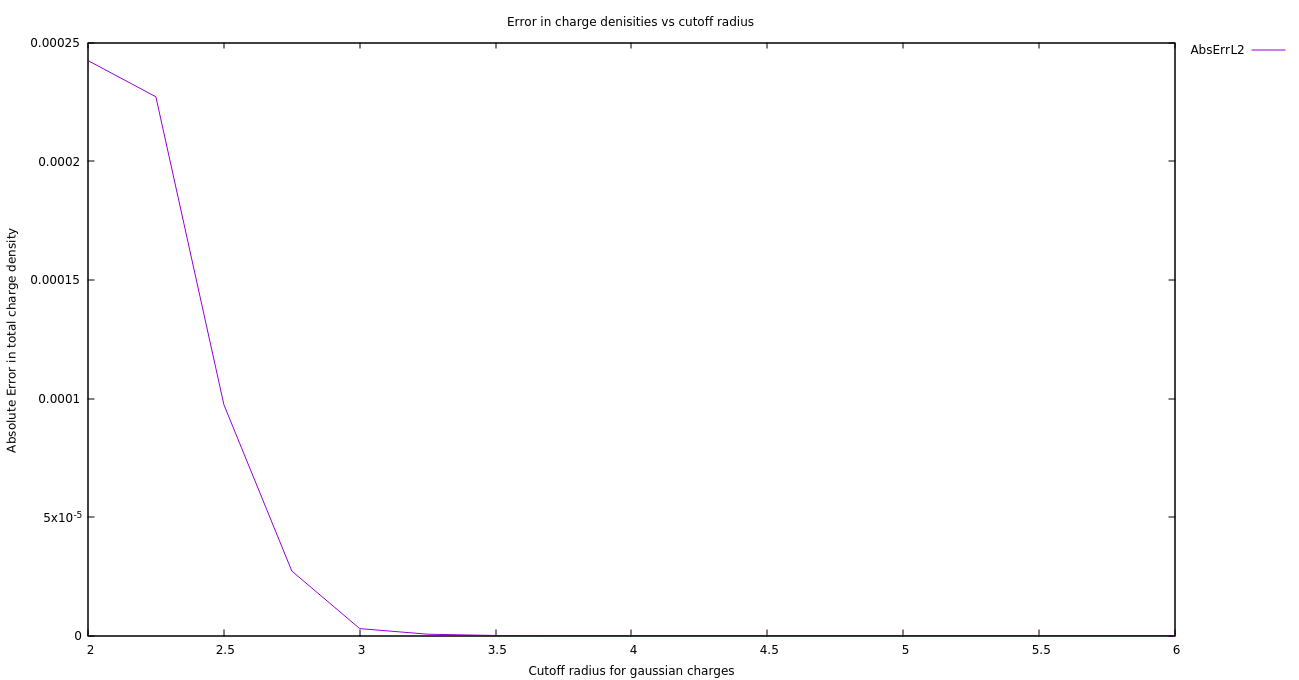 Error in charge denisities vs cutoff radius
AbsErrL2
0.00025
0.0002
0.00015
0.0001
5x10⁻⁵
0
Absolute Error in total charge density
2 2.5 3 3.5 4 4.5 5 5.5 6
Cutoff radius for gaussian charges